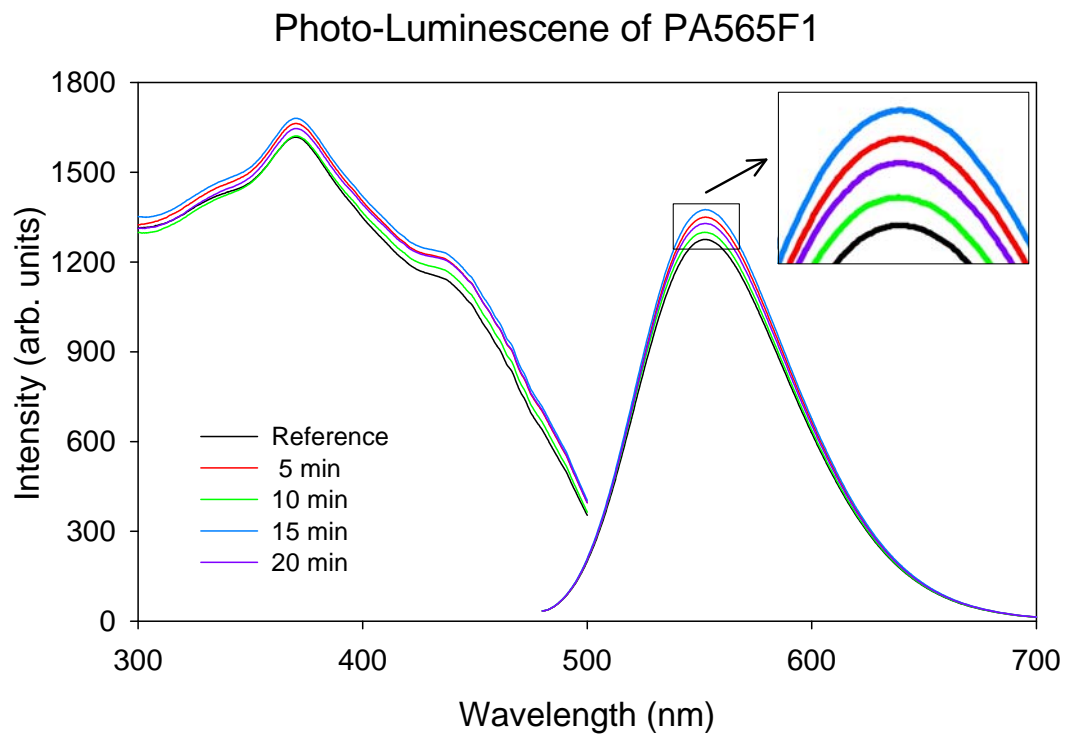 Photo-Luminescene of PA565F1
1800
1500
1200
900
600
300
0
Intensity (arb. units)
Reference
5 min
10 min
15 min
20 min
300 400 500 600 700
Wavelength (nm)